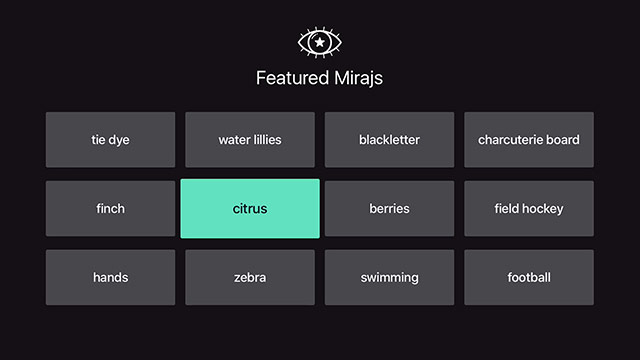 Featured Mirajs
tie dye
water lillies
blackletter
charcuterie board
finch
citrus
berries
field hockey
hands
zebra
swimming
football